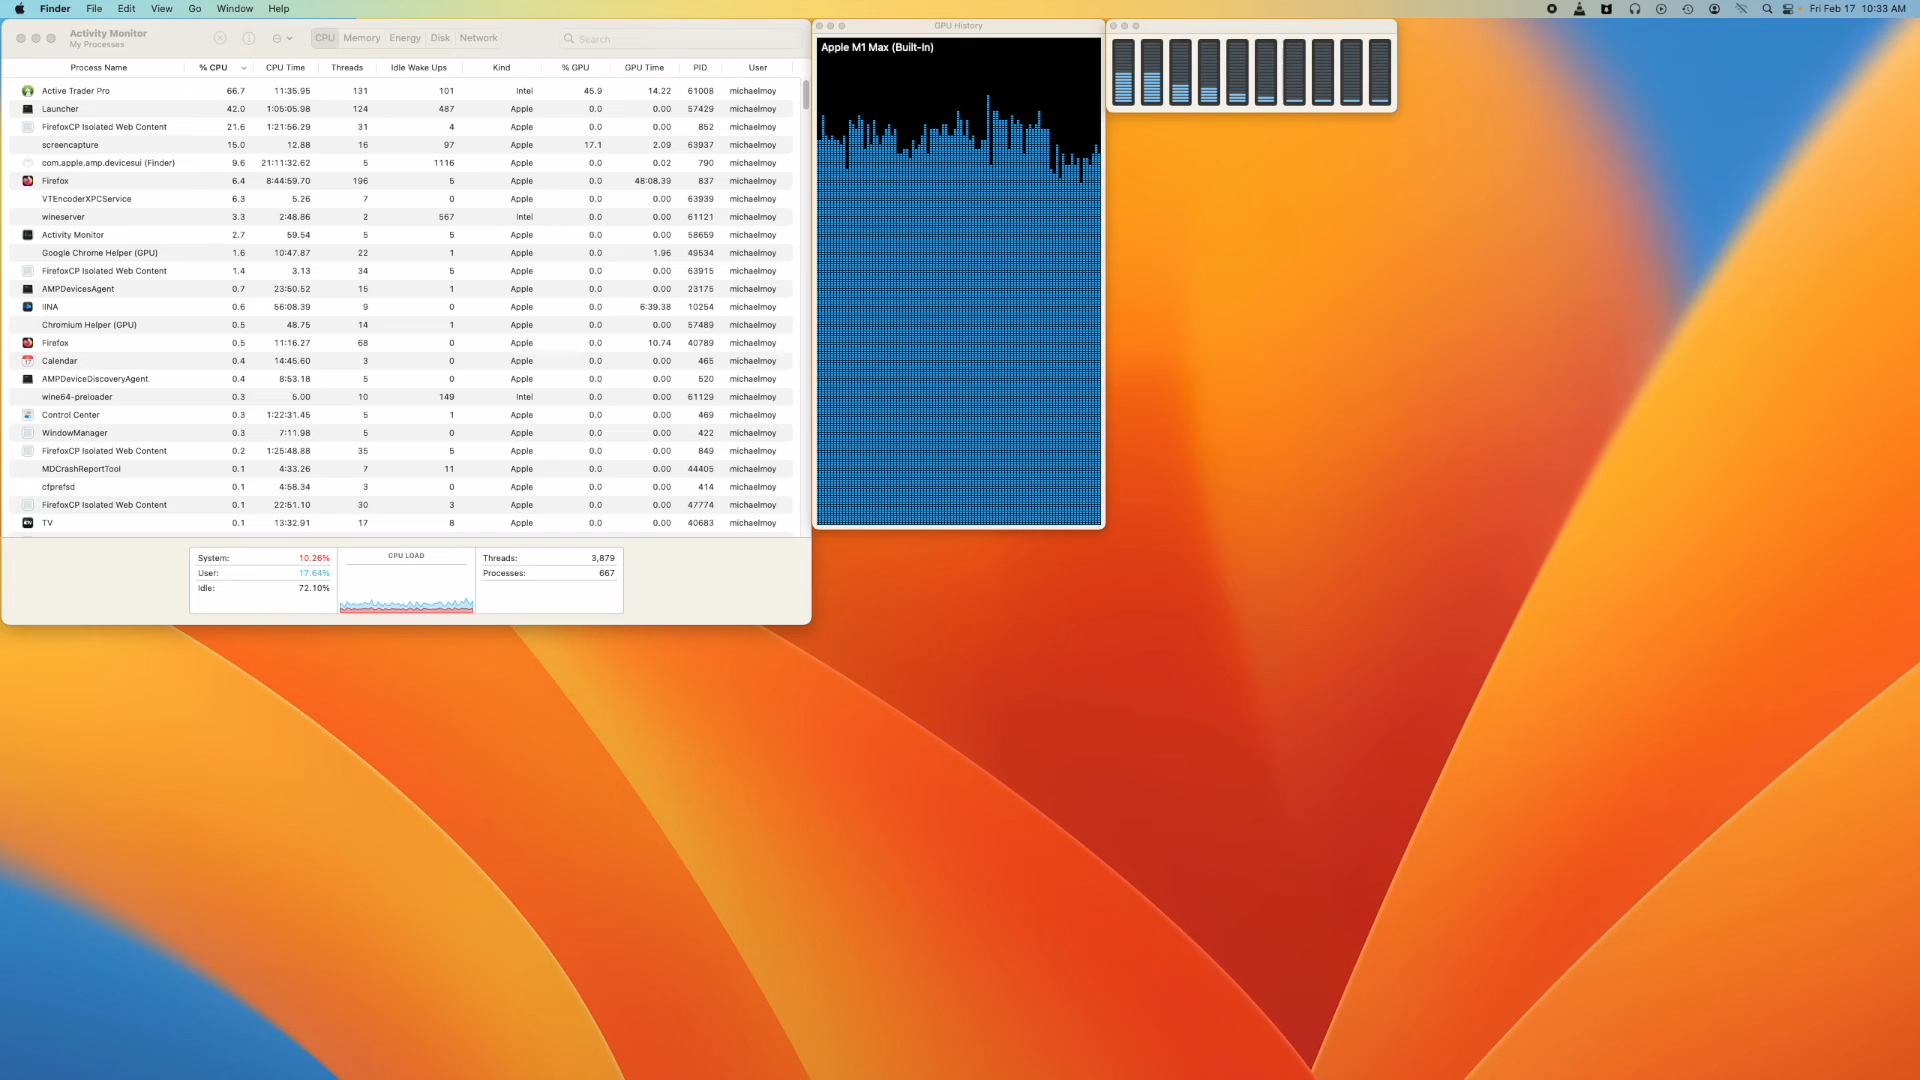 Finder File Edit View Go Window Help
Fri Feb 17 10:33 AM
Activity Monitor
My Processes
CPU Memory Energy Disk Network
Search
Process Name % CPU CPU Time Threads Idle Wake Ups Kind % GPU GPU Time PID User
Active Trader Pro 66.7 11:35.95 131 101 Intel 45.9 14.22 61008 michaelmoy
Launcher 42.0 1:05:05.98 124 487 Apple 0.0 0.00 57429 michaelmoy
FirefoxCP Isolated Web Content 21.6 1:21:56.29 31 4 Apple 0.0 0.00 852 michaelmoy
screencapture 15.0 12.88 16 97 Apple 17.1 2.09 63937 michaelmoy
com.apple.amp.devicesui (Finder) 9.6 21:11:32.62 5 1116 Apple 0.0 0.02 790 michaelmoy
Firefox 6.4 8:44:59.70 196 5 Apple 0.0 48:08.39 837 michaelmoy
VTEncoderXPCService 6.3 5.26 7 0 Apple 0.0 0.00 63939 michaelmoy
wineserver 3.3 2:48.86 2 567 Intel 0.0 0.00 61121 michaelmoy
Activity Monitor 2.7 59.54 5 5 Apple 0.0 0.00 58659 michaelmoy
Google Chrome Helper (GPU) 1.6 10:47.87 22 1 Apple 0.0 1.96 49534 michaelmoy
FirefoxCP Isolated Web Content 1.4 3.13 34 5 Apple 0.0 0.00 63915 michaelmoy
AMPDevicesAgent 0.7 23:50.52 15 1 Apple 0.0 0.00 23175 michaelmoy
IINA 0.6 56:08.39 9 0 Apple 0.0 6:39.38 10254 michaelmoy
Chromium Helper (GPU) 0.5 48.75 14 1 Apple 0.0 0.00 57489 michaelmoy
Firefox 0.5 11:16.27 68 0 Apple 0.0 10.74 40789 michaelmoy
Calendar 0.4 14:45.60 3 0 Apple 0.0 0.00 465 michaelmoy
AMPDeviceDiscoveryAgent 0.4 8:53.18 5 0 Apple 0.0 0.00 520 michaelmoy
wine64-preloader 0.3 5.00 10 149 Intel 0.0 0.00 61129 michaelmoy
Control Center 0.3 1:22:31.45 5 1 Apple 0.0 0.00 469 michaelmoy
WindowManager 0.3 7:11.98 5 0 Apple 0.0 0.00 422 michaelmoy
FirefoxCP Isolated Web Content 0.2 1:25:48.88 35 5 Apple 0.0 0.00 849 michaelmoy
MDCrashReportTool 0.1 4:33.26 7 11 Apple 0.0 0.00 44405 michaelmoy
cfprefsd 0.1 4:58.34 3 0 Apple 0.0 0.00 414 michaelmoy
FirefoxCP Isolated Web Content 0.1 22:51.10 30 3 Apple 0.0 0.00 47774 michaelmoy
TV 0.1 13:32.91 17 8 Apple 0.0 0.00 40683 michaelmoy
System: 10.26%
User: 17.64%
Idle: 72.10%
CPU LOAD
Threads: 3,879
Processes: 667
GPU History
Apple M1 Max (Built-In)